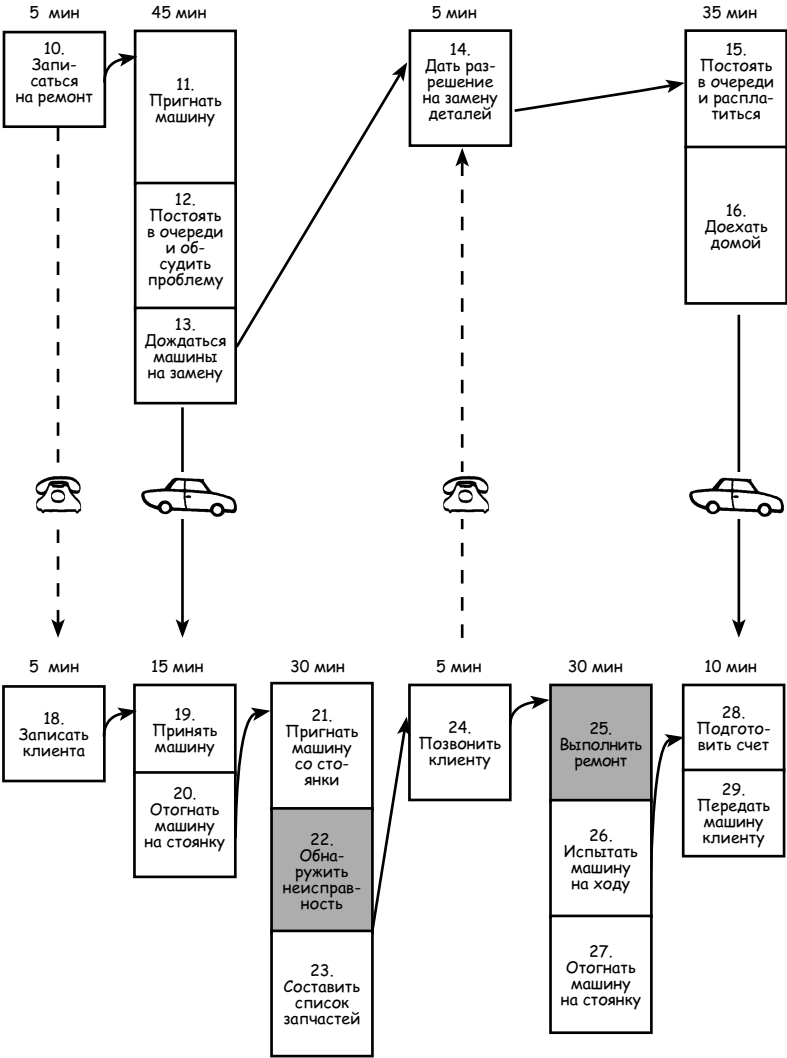 5 мин
45 мин
5 мин
35 мин
10.
Запи-
саться
на ремонт
11.
Пригнать
машину
12.
Постоять
в очереди
и об-
судить
проблему
13.
Дождаться
машины
на замену
14.
Дать раз-
решение
на замену
деталей
15.
Постоять
в очереди
и распла-
титься
16.
Доехать
домой
5 мин
15 мин
30 мин
5 мин
30 мин
10 мин
18.
Записать
клиента
19.
Принять
машину
20.
Отогнать
машину
на стоянку
21.
Пригнать
машину
со сто-
янки
22.
Обна-
ружить
неисправ-
ность
23.
Составить
список
запчастей
24.
Позвонить
клиенту
25.
Выполнить
ремонт
26.
Испытать
машину
на ходу
27.
Отогнать
машину
на стоянку
28.
Подгото-
вить счет
29.
Передать
машину
клиенту